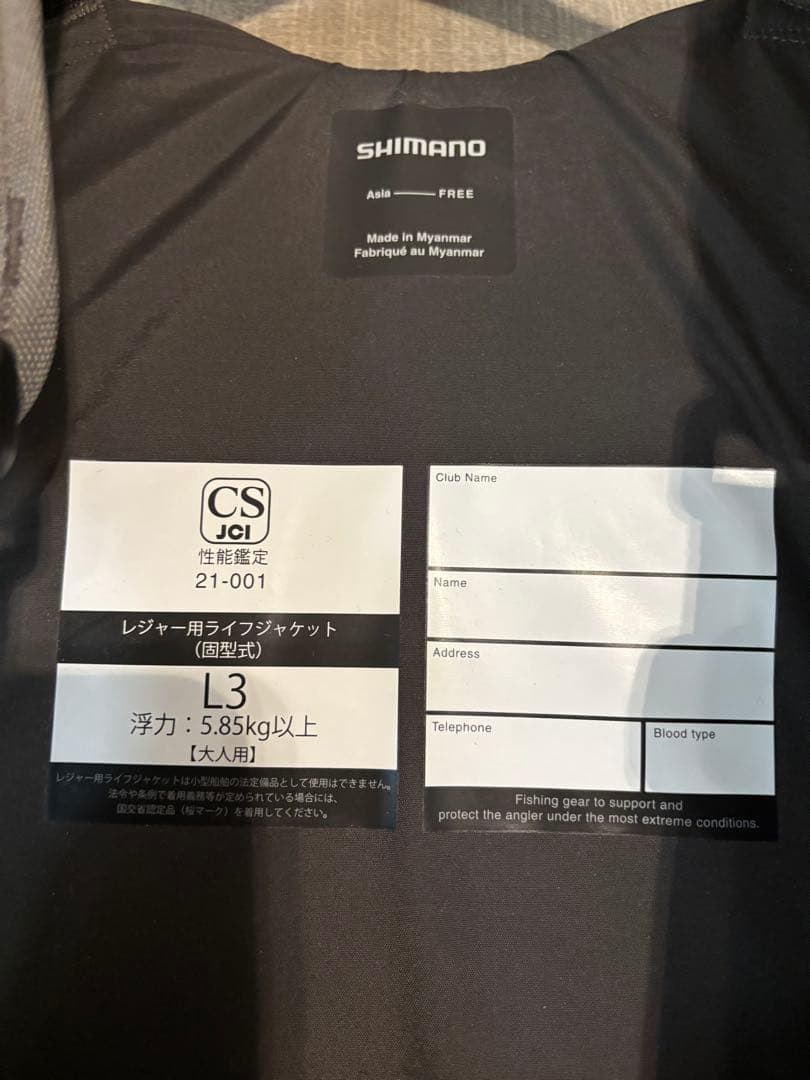 SHIMANO
Asia — FREE
Made in Myanmar
Fabriqué au Myanmar
CS
JCI
性能鑑定
21-001
レジャー用ライフジャケット
（固型式）
L3
浮力：5.85kg以上
【大人用】
レジャー用ライフジャケットは小型船舶の法定備品として使用はできません。
法令や条例で着用義務等が定められている場合には、
国交省認定品（桜マーク）を着用してください。
Club Name
Name
Address
Telephone
Blood type
Fishing gear to support and
protect the angler under the most extreme conditions.